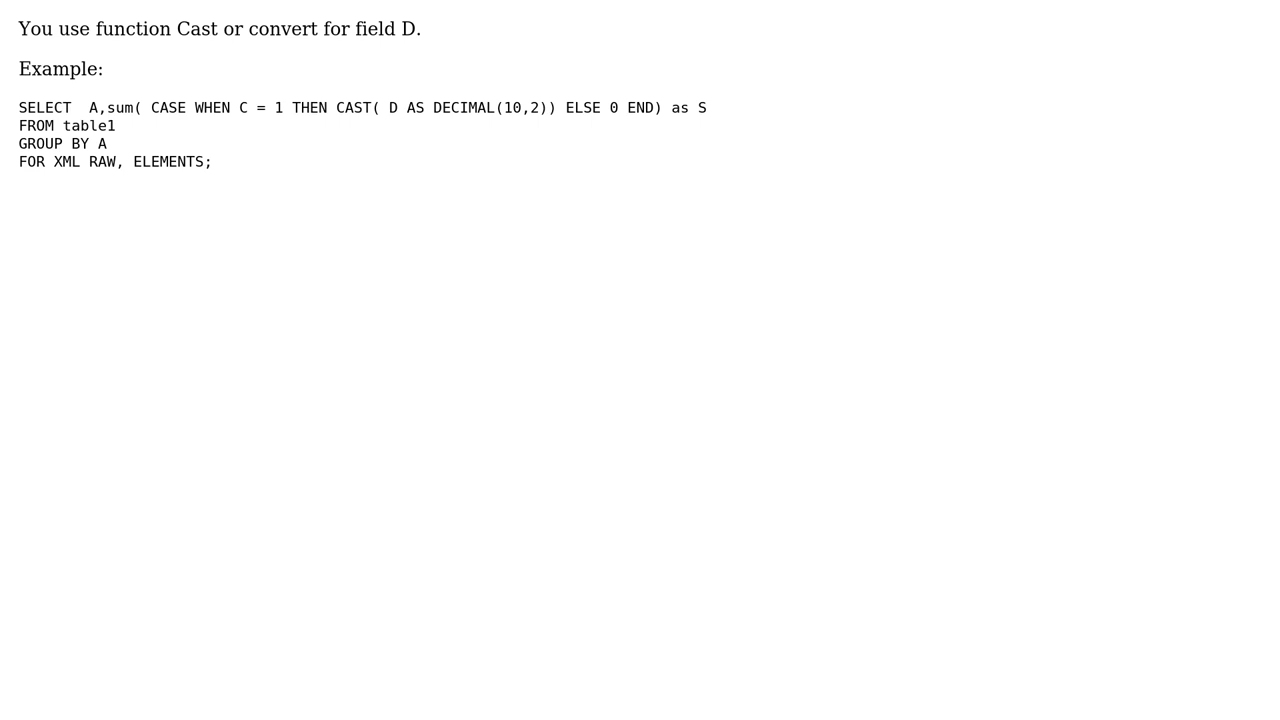 You use function Cast or convert for field D.
Example:
SELECT  A,sum( CASE WHEN C = 1 THEN CAST( D AS DECIMAL(10,2)) ELSE 0 END) as S
FROM table1
GROUP BY A
FOR XML RAW, ELEMENTS;